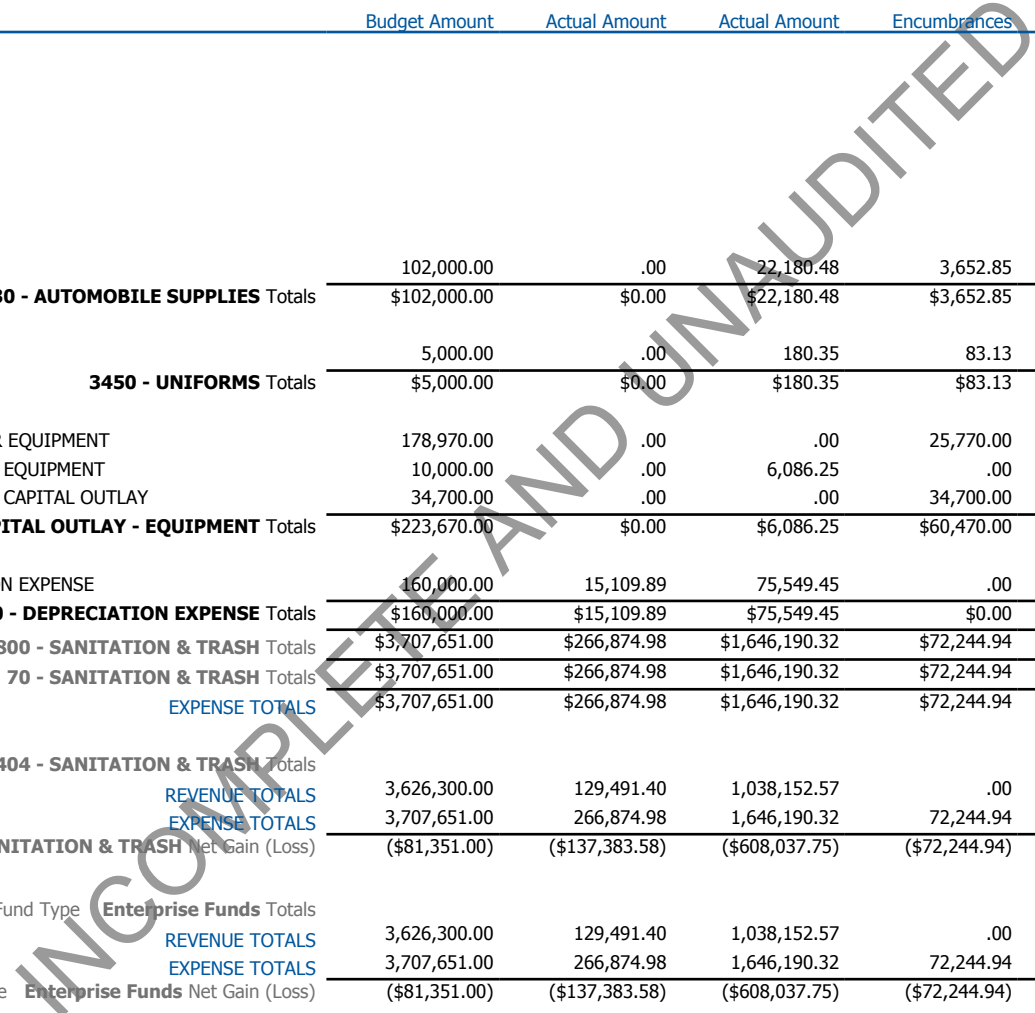 Budget Amount Actual Amount Actual Amount Encumbrances
102,000.00 .00 22,180.48 3,652.85
30 - AUTOMOBILE SUPPLIES Totals $102,000.00 $0.00 $22,180.48 $3,652.85
5,000.00 .00 180.35 83.13
3450 - UNIFORMS Totals $5,000.00 $0.00 $180.35 $83.13
R EQUIPMENT 178,970.00 .00 .00 25,770.00
EQUIPMENT 10,000.00 .00 6,086.25 .00
CAPITAL OUTLAY 34,700.00 .00 .00 34,700.00
PITAL OUTLAY - EQUIPMENT Totals $223,670.00 $0.00 $6,086.25 $60,470.00
ON EXPENSE 160,000.00 15,109.89 75,549.45 .00
0 - DEPRECIATION EXPENSE Totals $160,000.00 $15,109.89 $75,549.45 $0.00
800 - SANITATION & TRASH Totals $3,707,651.00 $266,874.98 $1,646,190.32 $72,244.94
70 - SANITATION & TRASH Totals $3,707,651.00 $266,874.98 $1,646,190.32 $72,244.94
EXPENSE TOTALS $3,707,651.00 $266,874.98 $1,646,190.32 $72,244.94
404 - SANITATION & TRASH Totals
REVENUE TOTALS 3,626,300.00 129,491.40 1,038,152.57 .00
EXPENSE TOTALS 3,707,651.00 266,874.98 1,646,190.32 72,244.94
NITATION & TRASH Net Gain (Loss) ($81,351.00) ($137,383.58) ($608,037.75) ($72,244.94)
Fund Type Enterprise Funds Totals
REVENUE TOTALS 3,626,300.00 129,491.40 1,038,152.57 .00
EXPENSE TOTALS 3,707,651.00 266,874.98 1,646,190.32 72,244.94
e Enterprise Funds Net Gain (Loss) ($81,351.00) ($137,383.58) ($608,037.75) ($72,244.94)
INCOMPLETE AND UNAUDITED